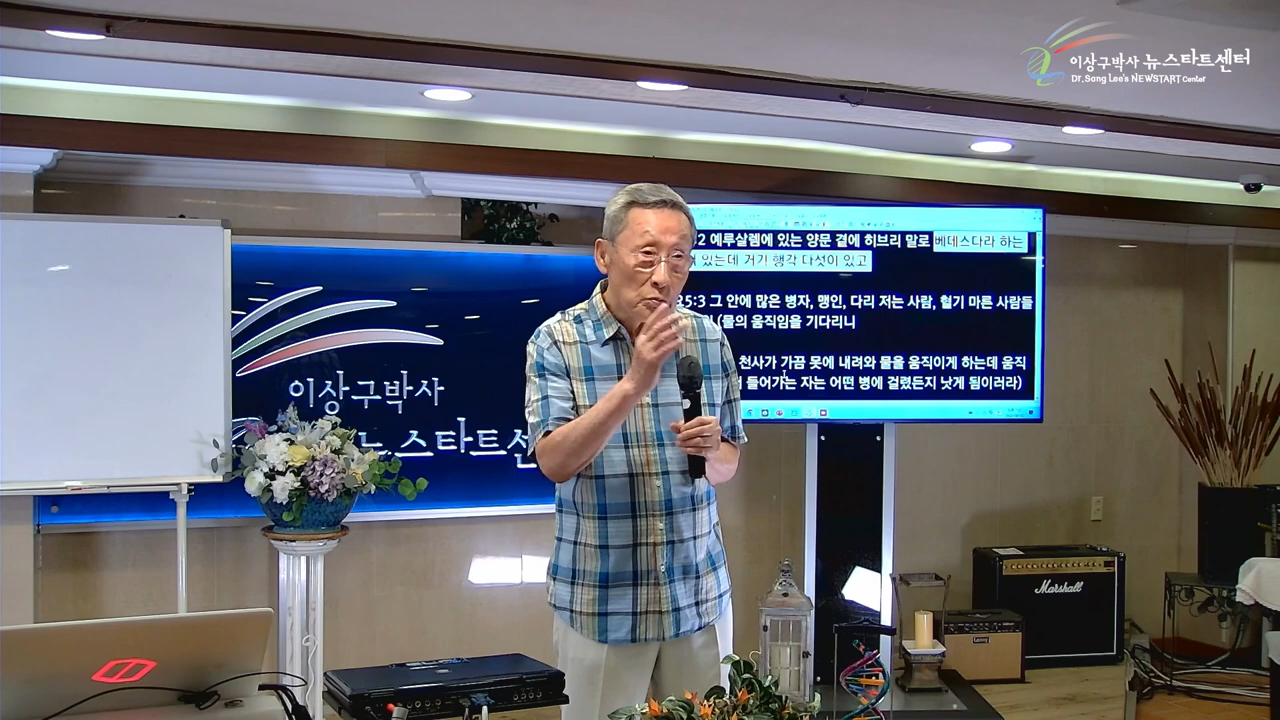 이상구박사 뉴스타트센터
Dr. Sang Lee's NEWSTART Center
2 예루살렘에 있는 양문 곁에 히브리 말로 베데스다라 하는
있는데 거기 행각 다섯이 있고
5:3 그 안에 많은 병자, 맹인, 다리 저는 사람, 혈기 마른 사람들
(물의 움직임을 기다리니
천사가 가끔 못에 내려와 물을 움직이게 하는데 움직
들어가는 자는 어떤 병에 걸렸든지 낫게 됨이러라)
이상구박사
뉴스타트센
Marshall
Laney